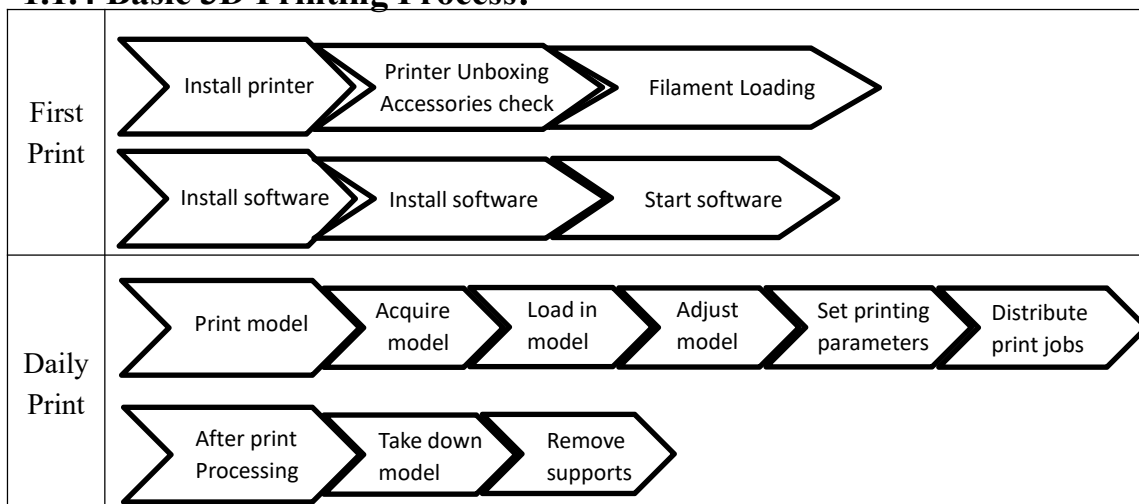 1.1.4 Basic 3D Printing Process:
First
Print
Install printer
Printer Unboxing
Accessories check
Filament Loading
Install software
Install software
Start software
Daily
Print
Print model
Acquire
model
Load in
model
Adjust
model
Set printing
parameters
Distribute
print jobs
After print
Processing
Take down
model
Remove
supports